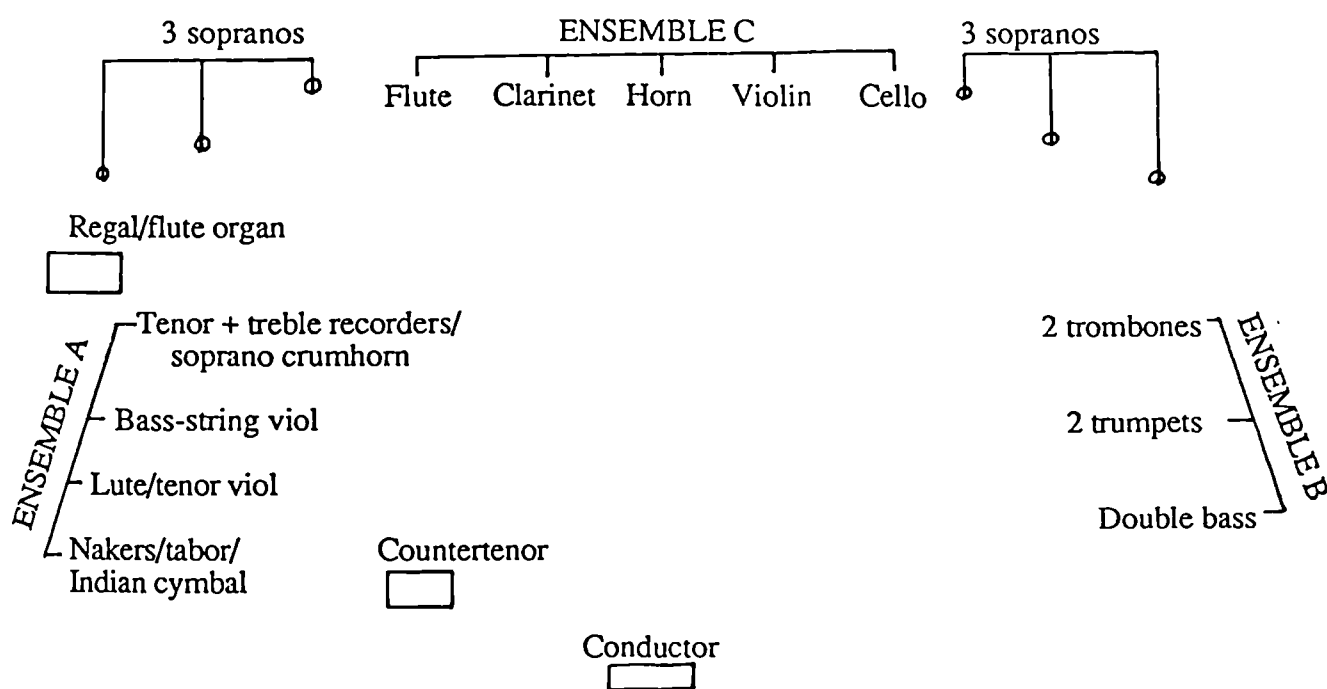 3 sopranos
ENSEMBLE C
3 sopranos
Flute
Clarinet
Horn
Violin
Cello
Regal/flute organ
ENSEMBLE A
Tenor + treble recorders/
soprano crumhorn
Bass-string viol
Lute/tenor viol
Nakers/tabor/
Indian cymbal
2 trombones
2 trumpets
Double bass
ENSEMBLE B
Countertenor
Conductor